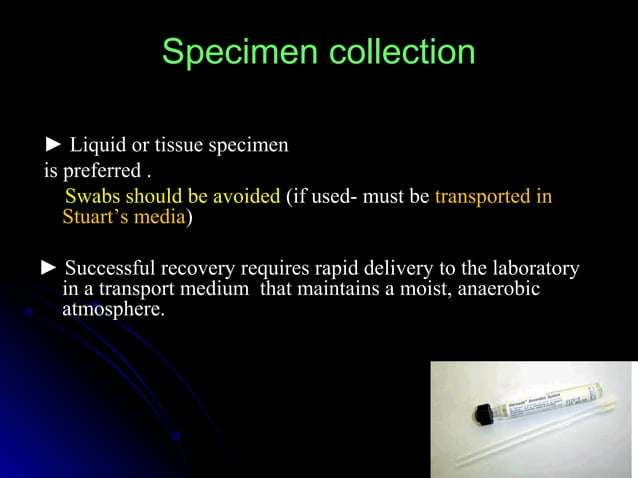 Specimen collection
► Liquid or tissue specimen
is preferred .
Swabs should be avoided (if used- must be transported in
Stuart’s media)
► Successful recovery requires rapid delivery to the laboratory
in a transport medium that maintains a moist, anaerobic
atmosphere.